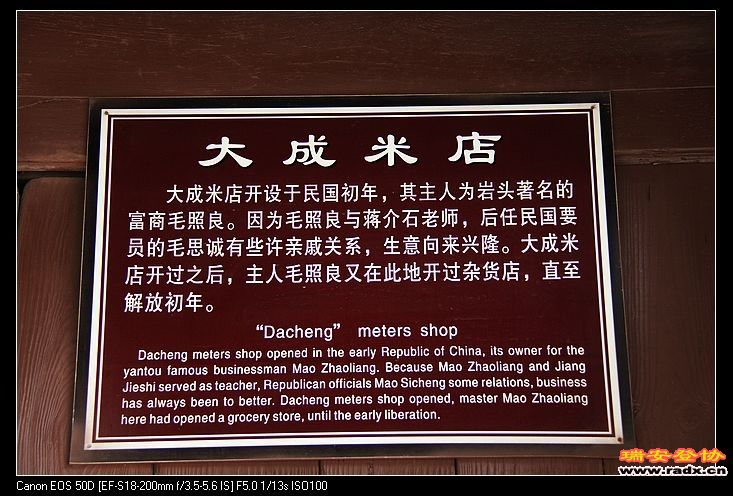 大成米店
大成米店开设于民国初年，其主人为岩头著名的
富商毛照良。因为毛照良与蒋介石老师，后任民国要
员的毛思诚有些许亲戚关系，生意向来兴隆。大成米
店开过之后，主人毛照良又在此地开过杂货店，直至
解放初年。
“Dacheng” meters shop
Dacheng meters shop opened in the early Republic of China, its owner for the
yantou famous businessman Mao Zhaoliang. Because Mao Zhaoliang and Jiang
Jieshi served as teacher, Republican officials Mao Sicheng some relations, business
has always been to better. Dacheng meters shop opened, master Mao Zhaoliang
here had opened a grocery store, until the early liberation.
瑞安登协
www.radx.cn
Canon EOS 50D [EF-S18-200mm f/3.5-5.6 IS] F5.0 1/13s ISO100